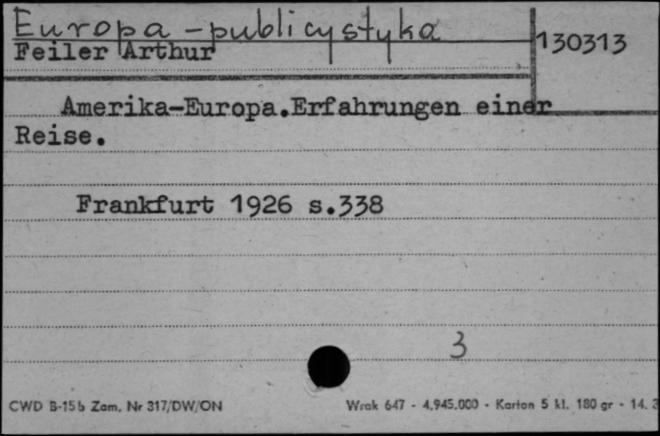 Europa - publicystyka
Feiler Arthur
130313
Amerika-Europa.Erfahrungen einer
Reise.
Frankfurt 1926 s.338
3
CWD B-15b Zam. Nr 317/DW/ON
Wrak 647 - 4.945.000 - Karton 5 kl. 180 gr - 14. 3